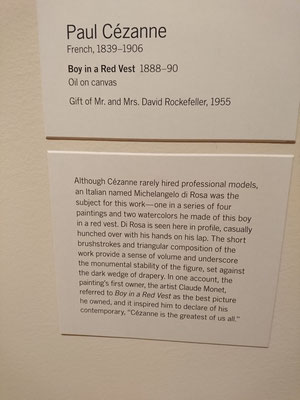 Paul Cézanne
French, 1839–1906
Boy in a Red Vest 1888–90
Oil on canvas
Gift of Mr. and Mrs. David Rockefeller, 1955
Although Cézanne rarely hired professional models,
an Italian named Michelangelo di Rosa was the
subject for this work—one in a series of four
paintings and two watercolors he made of this boy
in a red vest. Di Rosa is seen here in profile, casually
hunched over with his hands on his lap. The short
brushstrokes and triangular composition of the
work provide a sense of volume and underscore
the monumental stability of the figure, set against
the dark wedge of drapery. In one account, the
painting's first owner, the artist Claude Monet,
referred to Boy in a Red Vest as the best picture
he owned, and it inspired him to declare of his
contemporary, "Cézanne is the greatest of us all."